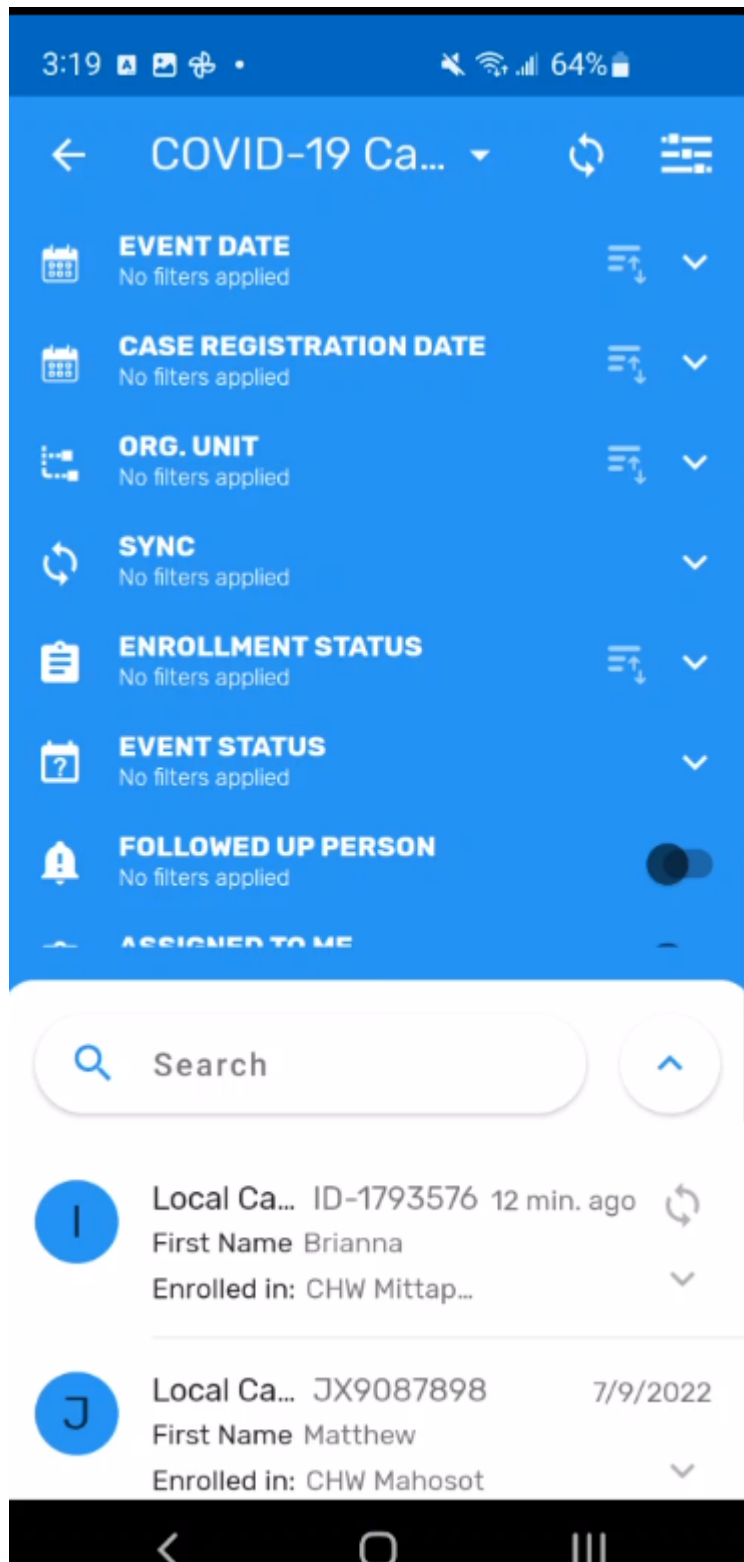 3:19 64%
COVID-19 Ca...
EVENT DATE
No filters applied
CASE REGISTRATION DATE
No filters applied
ORG. UNIT
No filters applied
SYNC
No filters applied
ENROLLMENT STATUS
No filters applied
EVENT STATUS
No filters applied
FOLLOWED UP PERSON
No filters applied
ASSIGNED TO ME
Search
I
Local Ca... ID-1793576 12 min. ago
First Name Brianna
Enrolled in: CHW Mittap...
J
Local Ca... JX9087898 7/9/2022
First Name Matthew
Enrolled in: CHW Mahosot